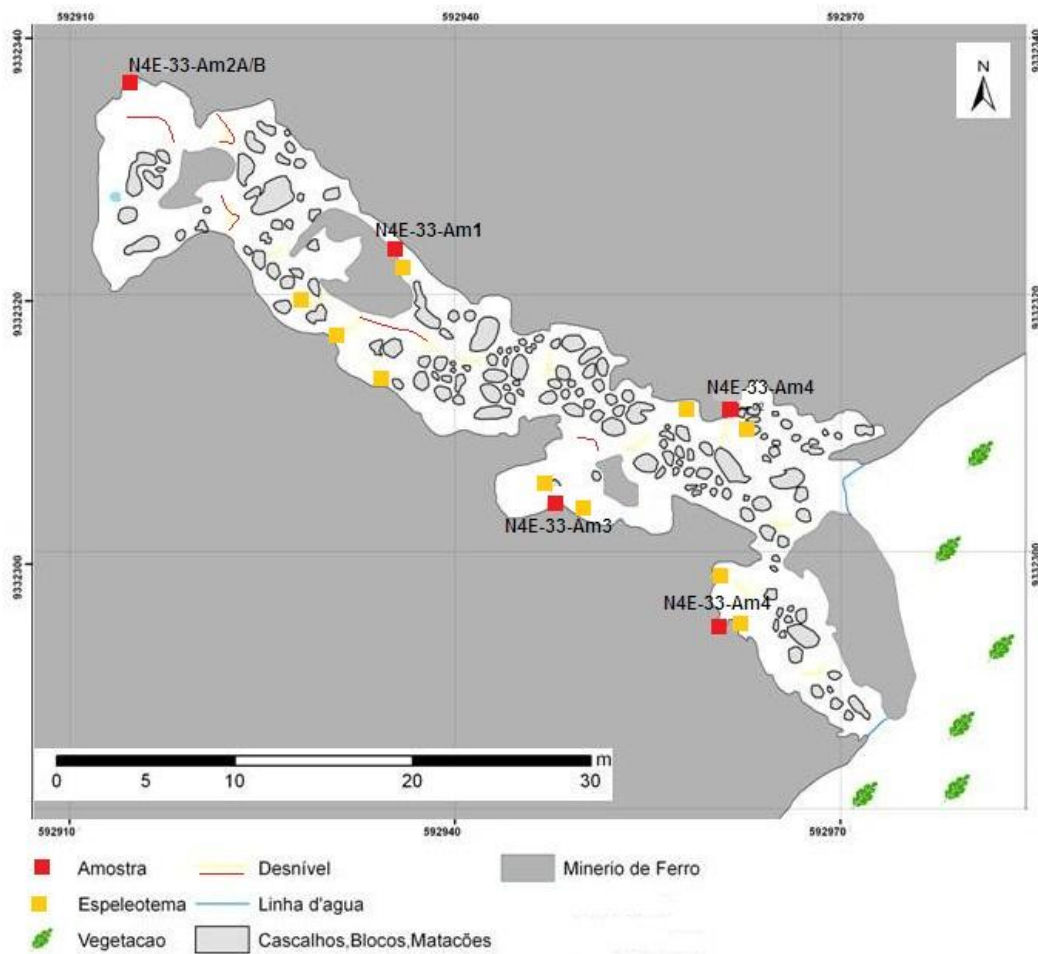 592910 592940 592970
9332340 9332340
N
N4E-33-Am2A/B
N4E-33-Am1
9332320 9332320
N4E-33-Am4
N4E-33-Am3
9332300 9332300
N4E-33-Am4
m
0 5 10 20 30
592910 592940 592970
Amostra Desnível Minerio de Ferro
Espeleotema Linha d'agua
Vegetacao Cascalhos,Blocos,Matacões